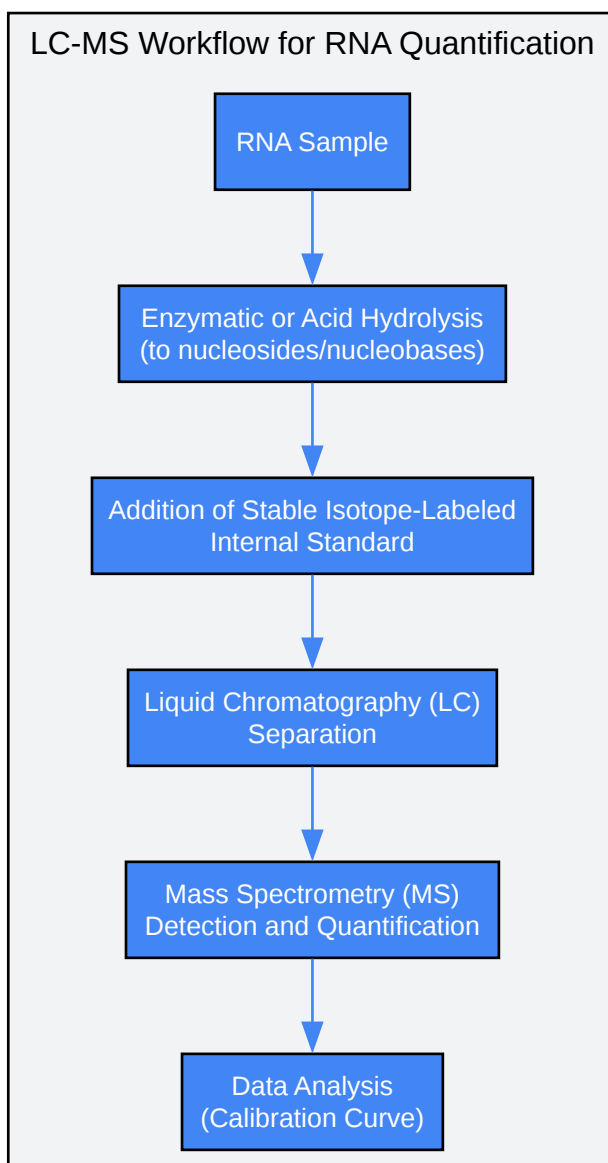 LC-MS Workflow for RNA Quantification
RNA Sample
Enzymatic or Acid Hydrolysis
(to nucleosides/nucleobases)
Addition of Stable Isotope-Labeled
Internal Standard
Liquid Chromatography (LC)
Separation
Mass Spectrometry (MS)
Detection and Quantification
Data Analysis
(Calibration Curve)